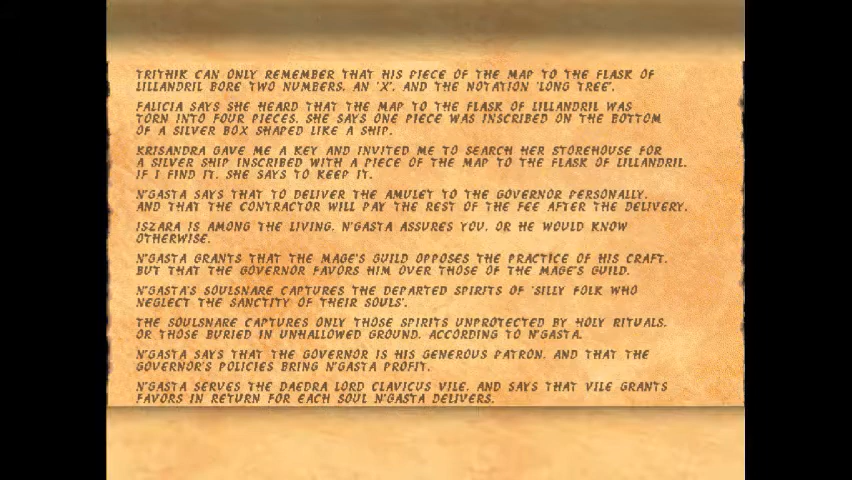 TRITHIK CAN ONLY REMEMBER THAT HIS PIECE OF THE MAP TO THE FLASK OF
LILLANDRIL BORE TWO NUMBERS, AN 'X', AND THE NOTATION 'LONG TREE'.
FALICIA SAYS SHE HEARD THAT THE MAP TO THE FLASK OF LILLANDRIL WAS
TORN INTO FOUR PIECES. SHE SAYS ONE PIECE WAS INSCRIBED ON THE BOTTOM
OF A SILVER BOX SHAPED LIKE A SHIP.
KRISANDRA GAVE ME A KEY AND INVITED ME TO SEARCH HER STOREHOUSE FOR
A SILVER SHIP INSCRIBED WITH A PIECE OF THE MAP TO THE FLASK OF LILLANDRIL.
IF I FIND IT, SHE SAYS TO KEEP IT.
N'GASTA SAYS THAT TO DELIVER THE AMULET TO THE GOVERNOR PERSONALLY,
AND THAT THE CONTRACTOR WILL PAY THE REST OF THE FEE AFTER THE DELIVERY.
ISZARA IS AMONG THE LIVING, N'GASTA ASSURES YOU, OR HE WOULD KNOW
OTHERWISE.
N'GASTA GRANTS THAT THE MAGE'S GUILD OPPOSES THE PRACTICE OF HIS CRAFT,
BUT THAT THE GOVERNOR FAVORS HIM OVER THOSE OF THE MAGE'S GUILD.
N'GASTA'S SOULSNARE CAPTURES THE DEPARTED SPIRITS OF 'SILLY FOLK WHO
NEGLECT THE SANCTITY OF THEIR SOULS'.
THE SOULSNARE CAPTURES ONLY THOSE SPIRITS UNPROTECTED BY HOLY RITUALS,
OR THOSE BURIED IN UNHALLOWED GROUND, ACCORDING TO N'GASTA.
N'GASTA SAYS THAT THE GOVERNOR IS HIS GENEROUS PATRON, AND THAT THE
GOVERNOR'S POLICIES BRING N'GASTA PROFIT.
N'GASTA SERVES THE DAEDRA LORD CLAVICUS VILE, AND SAYS THAT VILE GRANTS
FAVORS IN RETURN FOR EACH SOUL N'GASTA DELIVERS.